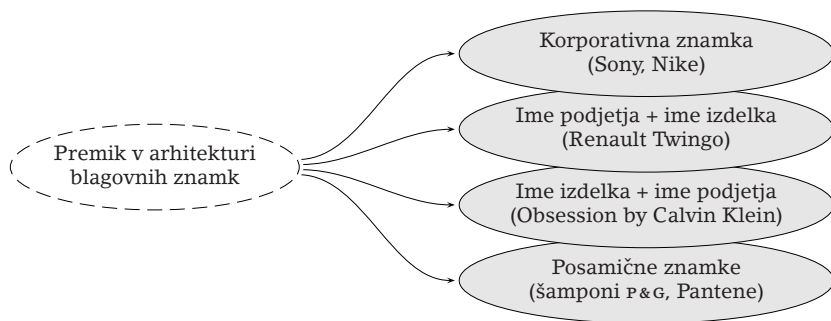 Premik v arhitekturi
blagovnih znamk
Korporativna znamka
(Sony, Nike)
Ime podjetja + ime izdelka
(Renault Twingo)
Ime izdelka + ime podjetja
(Obsession by Calvin Klein)
Posamične znamke
(šamponi P&G, Pantene)